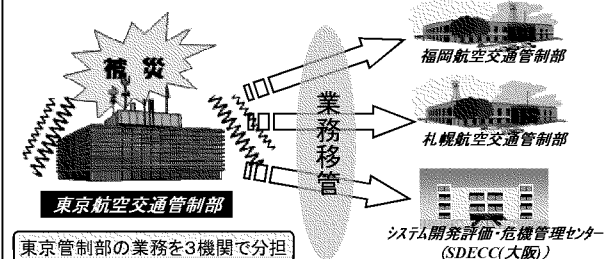 被災
東京航空交通管制部
東京管制部の業務を3機関で分担
業務移管
福岡航空交通管制部
札幌航空交通管制部
システム開発評価・危機管理センター
(SDECC(大阪))